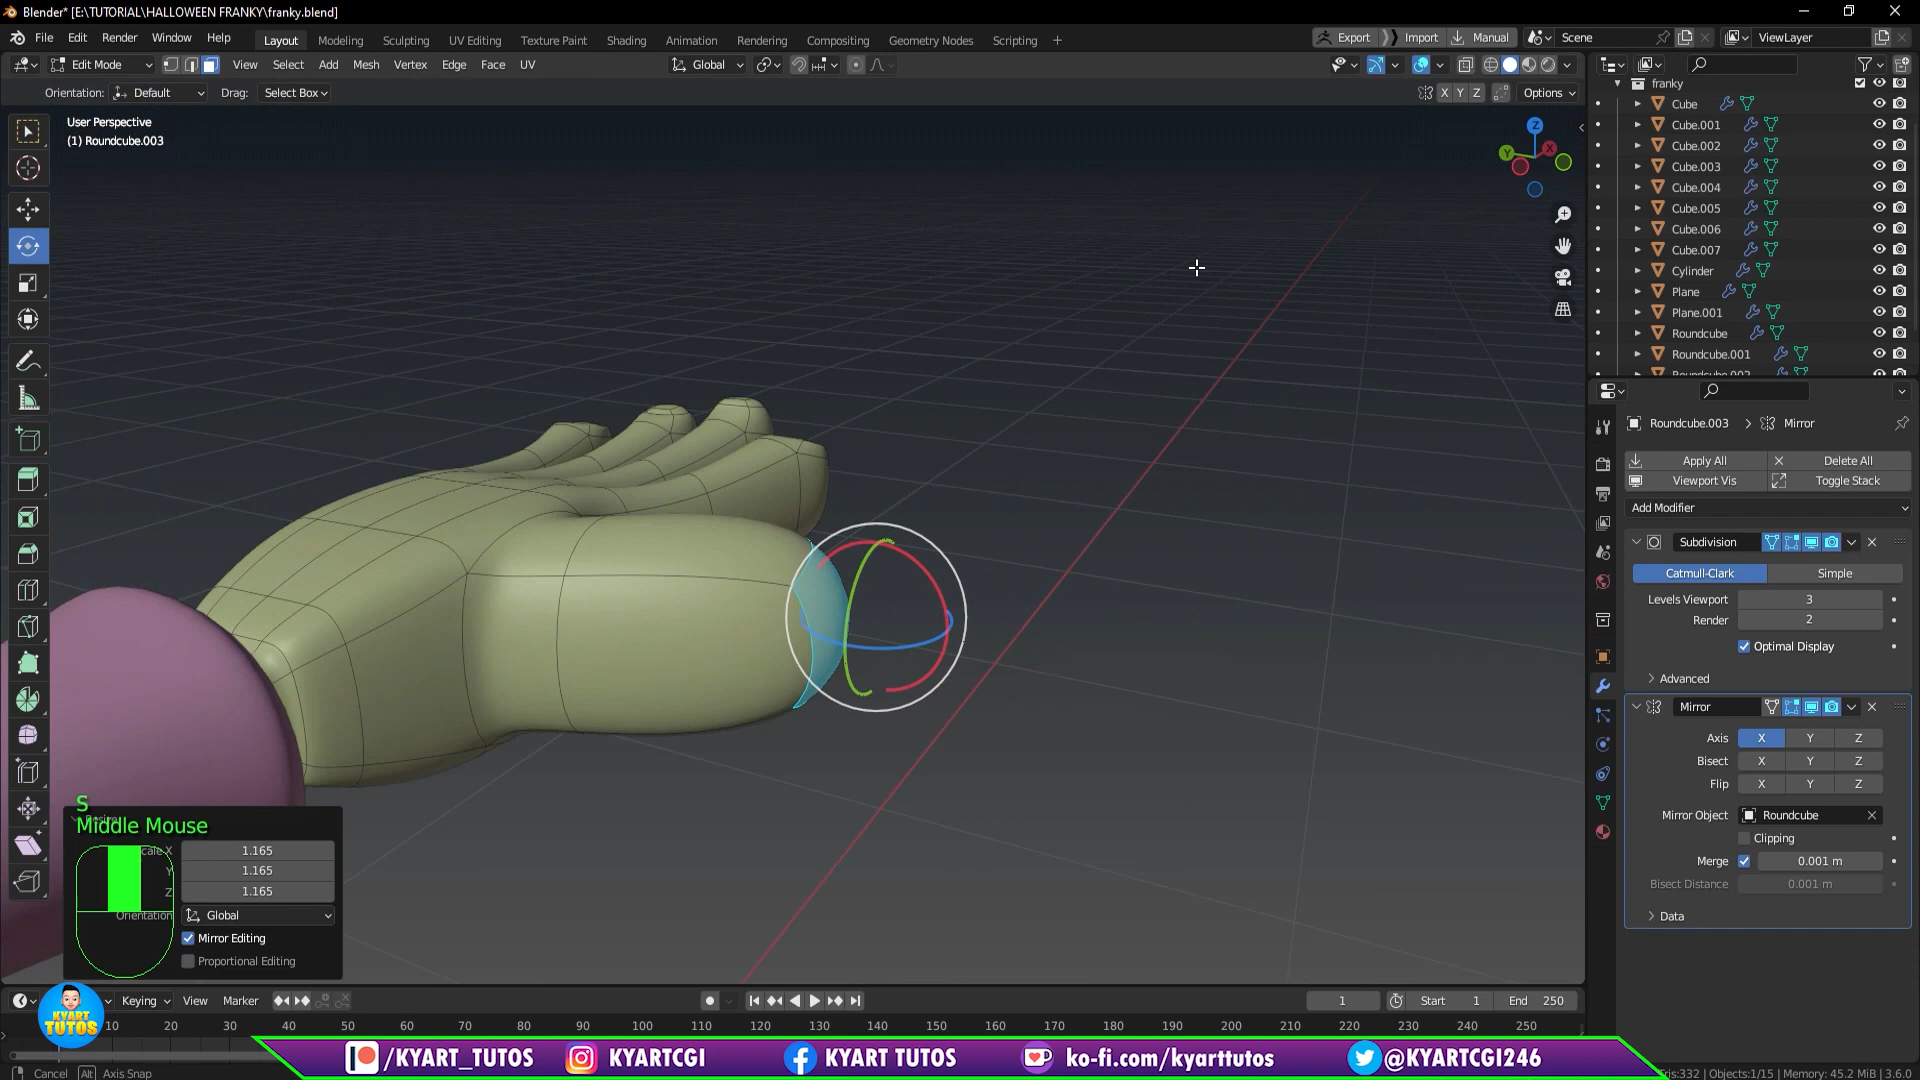 Blender* [E:\TUTORIAL\HALLOWEEN FRANKY\franky.blend]
File Edit Render Window Help Layout Modeling Sculpting UV Editing Texture Paint Shading Animation Rendering Compositing Geometry Nodes Scripting + Export Import Manual Scene ViewLayer
Edit Mode View Select Add Mesh Vertex Edge Face UV Global
Orientation: Default Drag: Select Box X Y Z Options
User Perspective
(1) Roundcube.003
Z
Y X
franky
Cube
Cube.001
Cube.002
Cube.003
Cube.004
Cube.005
Cube.006
Cube.007
Cylinder
Plane
Plane.001
Roundcube
Roundcube.001
Roundcube.003 > Mirror
Apply All Delete All
Viewport Vis Toggle Stack
Add Modifier
Subdivision
Catmull-Clark Simple
Levels Viewport 3
Render 2
Optimal Display
Advanced
Mirror
Axis X Y Z
Bisect X Y Z
Flip X Y Z
Mirror Object Roundcube
Clipping
Merge 0.001 m
Bisect Distance 0.001 m
Data
S
Middle Mouse
1.165
Y 1.165
Z 1.165
Orientation Global
Mirror Editing
Proportional Editing
Keying View Marker 1 Start 1 End 250
10 20 30 40 50 60 70 80 90 100 110 120 130 140 150 160 170 180 190 200 210 220 230 240 250
KYART
TUTOS
/KYART_TUTOS KYARTCGI KYART TUTOS ko-fi.com/kyarttutos @KYARTCGI246
Cancel Alt Axis Snap
Tris:332 | Objects:1/15 | Memory: 45.2 MiB | 3.6.0